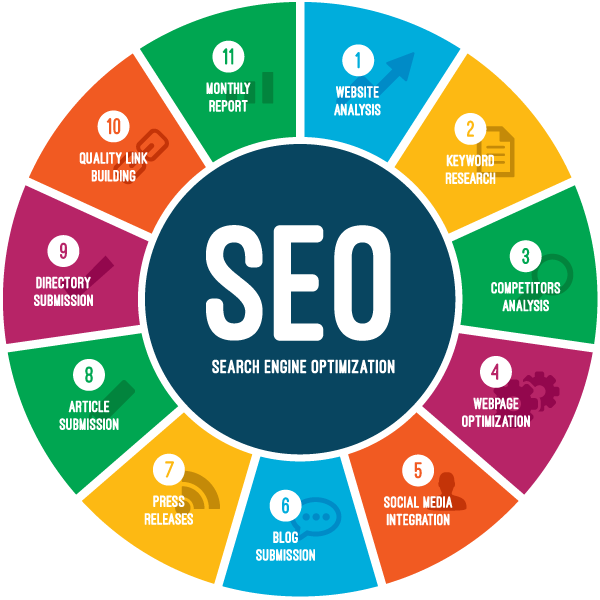 SEO
SEARCH ENGINE OPTIMIZATION
1
WEBSITE
ANALYSIS
2
KEYWORD
RESEARCH
3
COMPETITORS
ANALYSIS
4
WEBPAGE
OPTIMIZATION
5
SOCIAL MEDIA
INTEGRATION
6
BLOG
SUBMISSION
7
PRESS
RELEASES
8
ARTICLE
SUBMISSION
9
DIRECTORY
SUBMISSION
10
QUALITY LINK
BUILDING
11
MONTHLY
REPORT